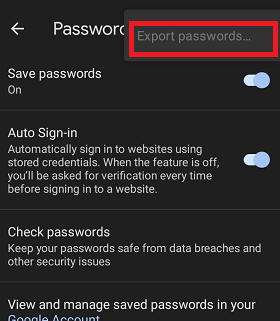 Password
Export passwords...
Save passwords
On
Auto Sign-in
Automatically sign in to websites using
stored credentials. When the feature is off,
you'll be asked for verification every time
before signing in to a website.
Check passwords
Keep your passwords safe from data breaches and
other security issues
View and manage saved passwords in your
Google Account